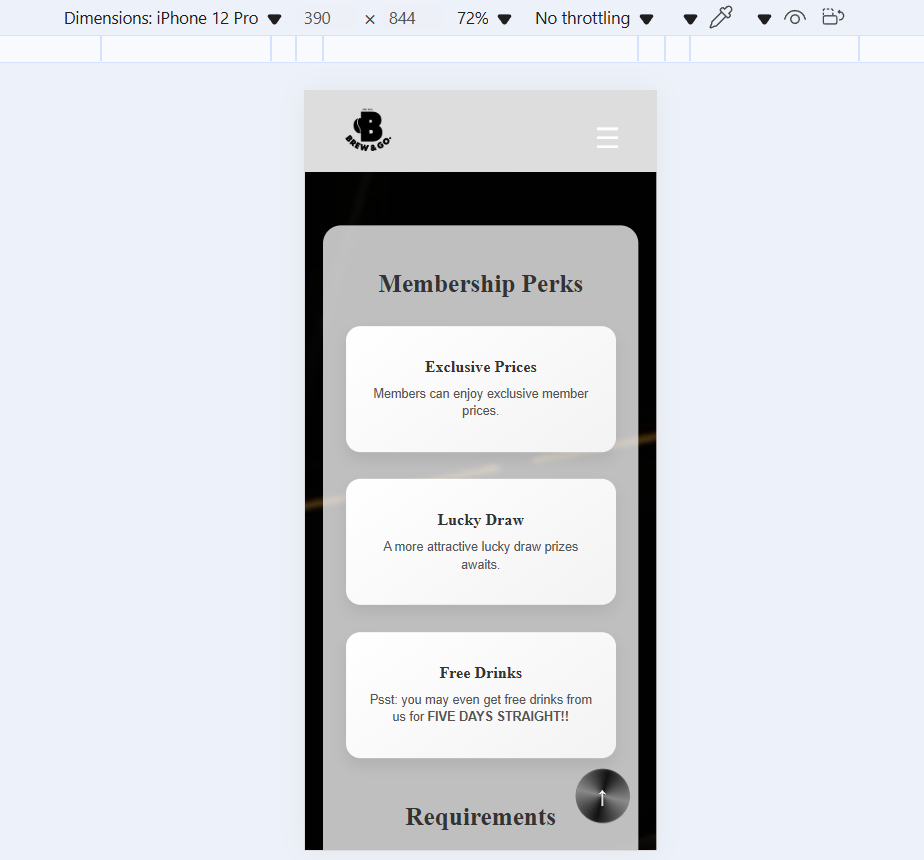 Dimensions: iPhone 12 Pro 390 × 844 72% No throttling
B
BREW & GO.
☰
Membership Perks
Exclusive Prices
Members can enjoy exclusive member
prices.
Lucky Draw
A more attractive lucky draw prizes
awaits.
Free Drinks
Psst: you may even get free drinks from
us for FIVE DAYS STRAIGHT!!
↑
Requirements